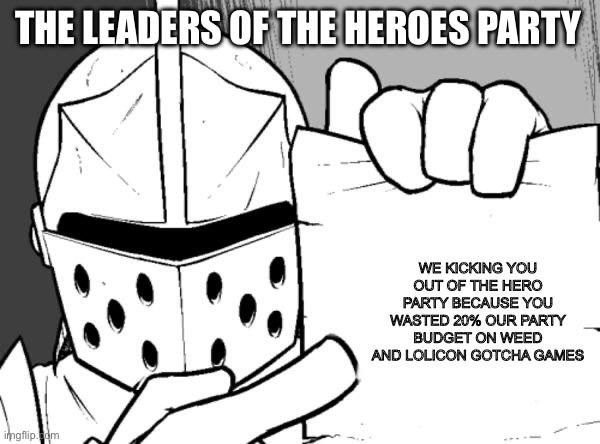 THE LEADERS OF THE HEROES PARTY
WE KICKING YOU
OUT OF THE HERO
PARTY BECAUSE YOU
WASTED 20% OUR PARTY
BUDGET ON WEED
AND LOLICON GOTCHA GAMES
imgflip.com